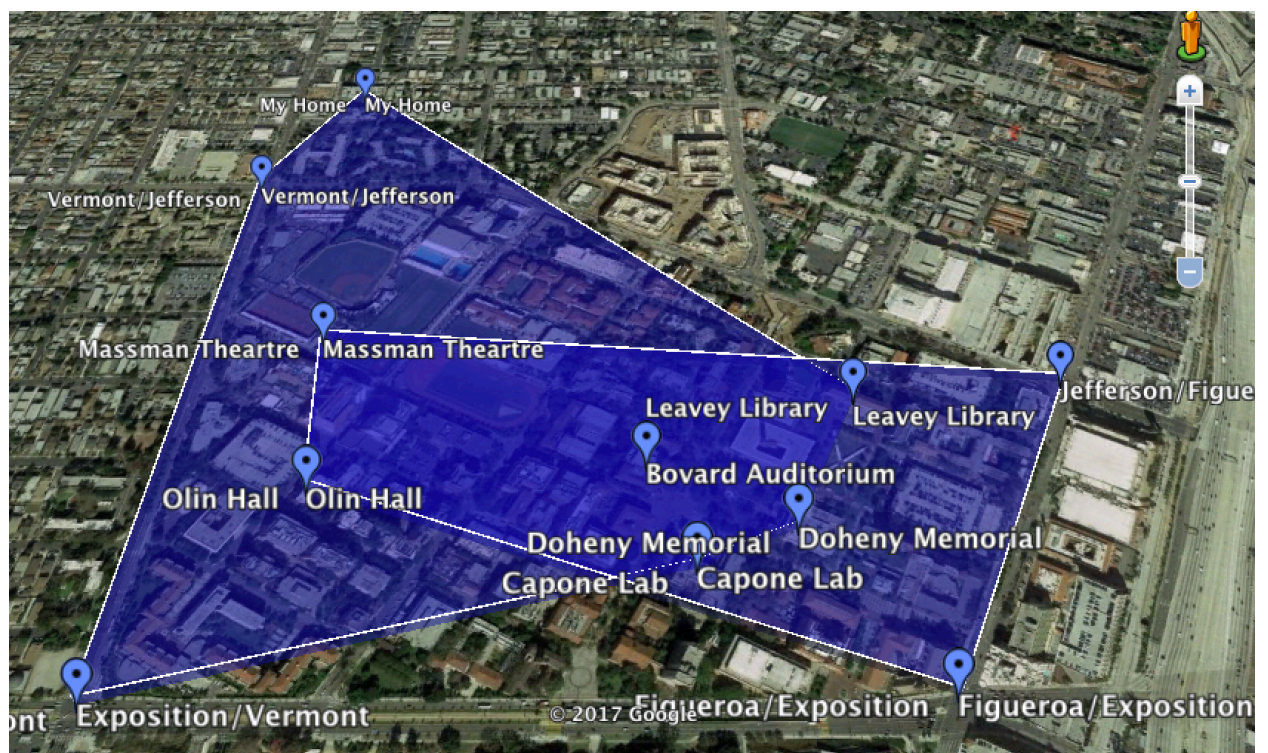 My Home My Home
Vermont/Jefferson Vermont/Jefferson
Massman Theartre Massman Theartre
Jefferson/Figue
Leavey Library Leavey Library
Bovard Auditorium
Olin Hall Olin Hall
Doheny Memorial Doheny Memorial
Capone Lab Capone Lab
ont Exposition/Vermont
Figueroa/Exposition Figueroa/Exposition
© 2017 Google